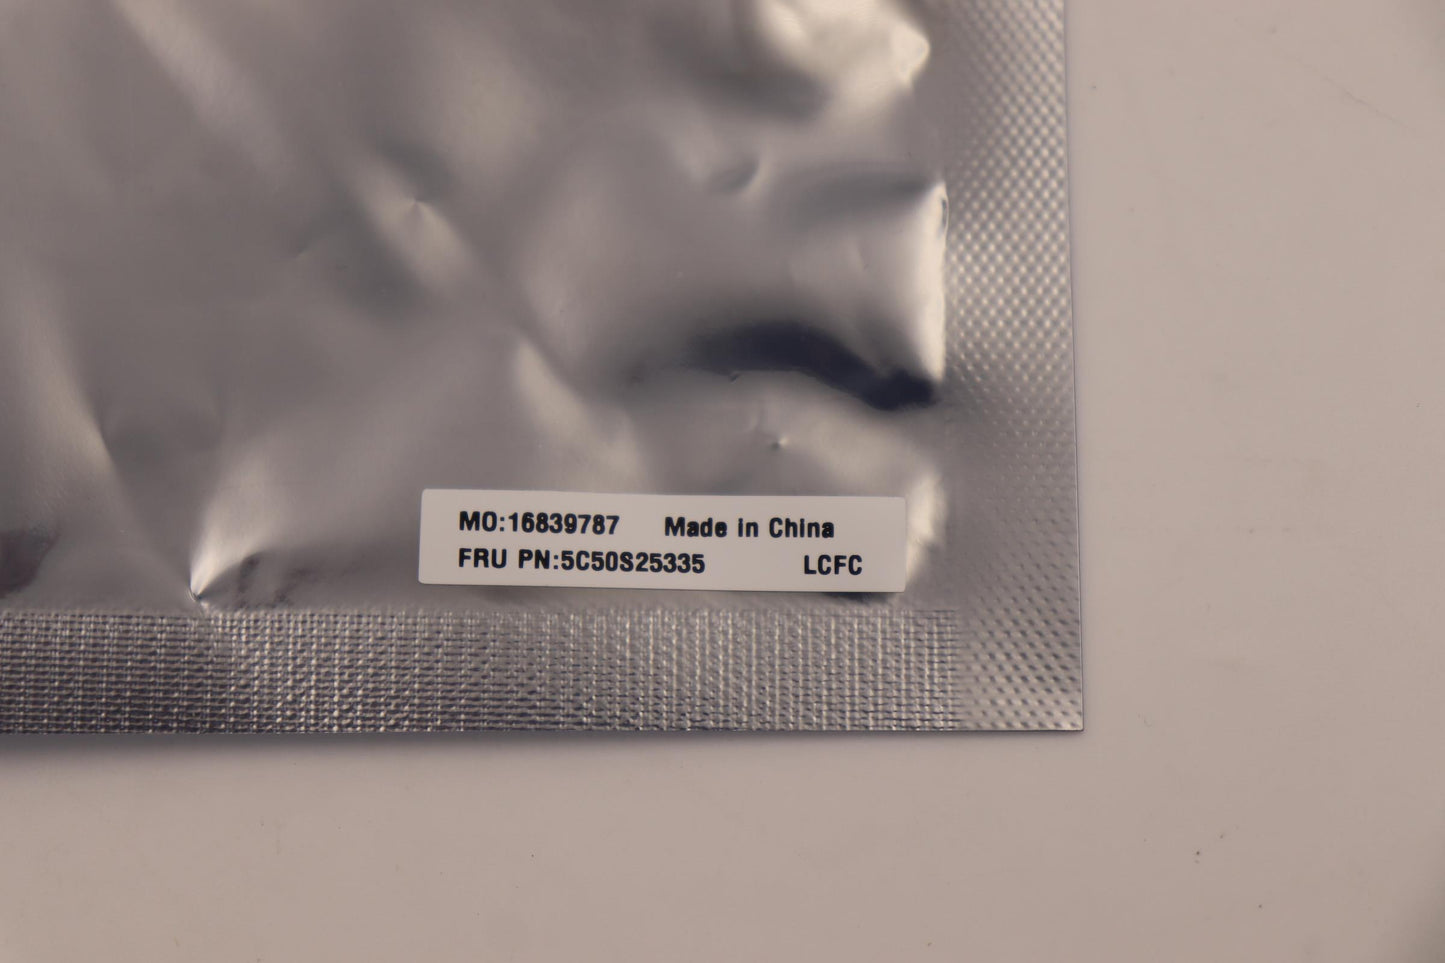 MO:16839787 Made in China
FRU PN:5C50S25335 LCFC